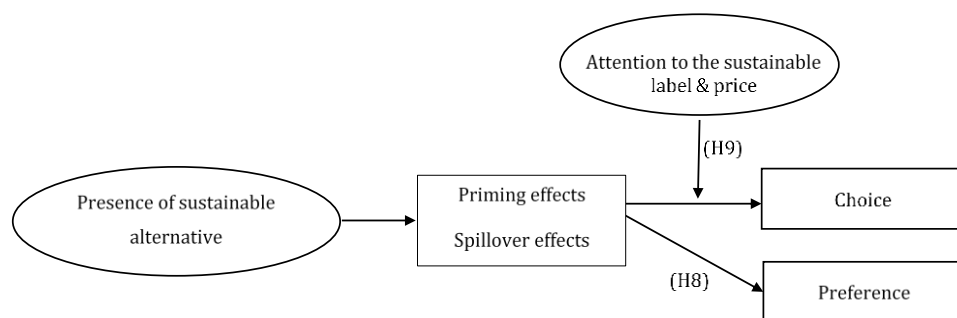 Attention to the sustainable
label & price
(H9)
Presence of sustainable
alternative
Priming effects
Spillover effects
Choice
(H8)
Preference